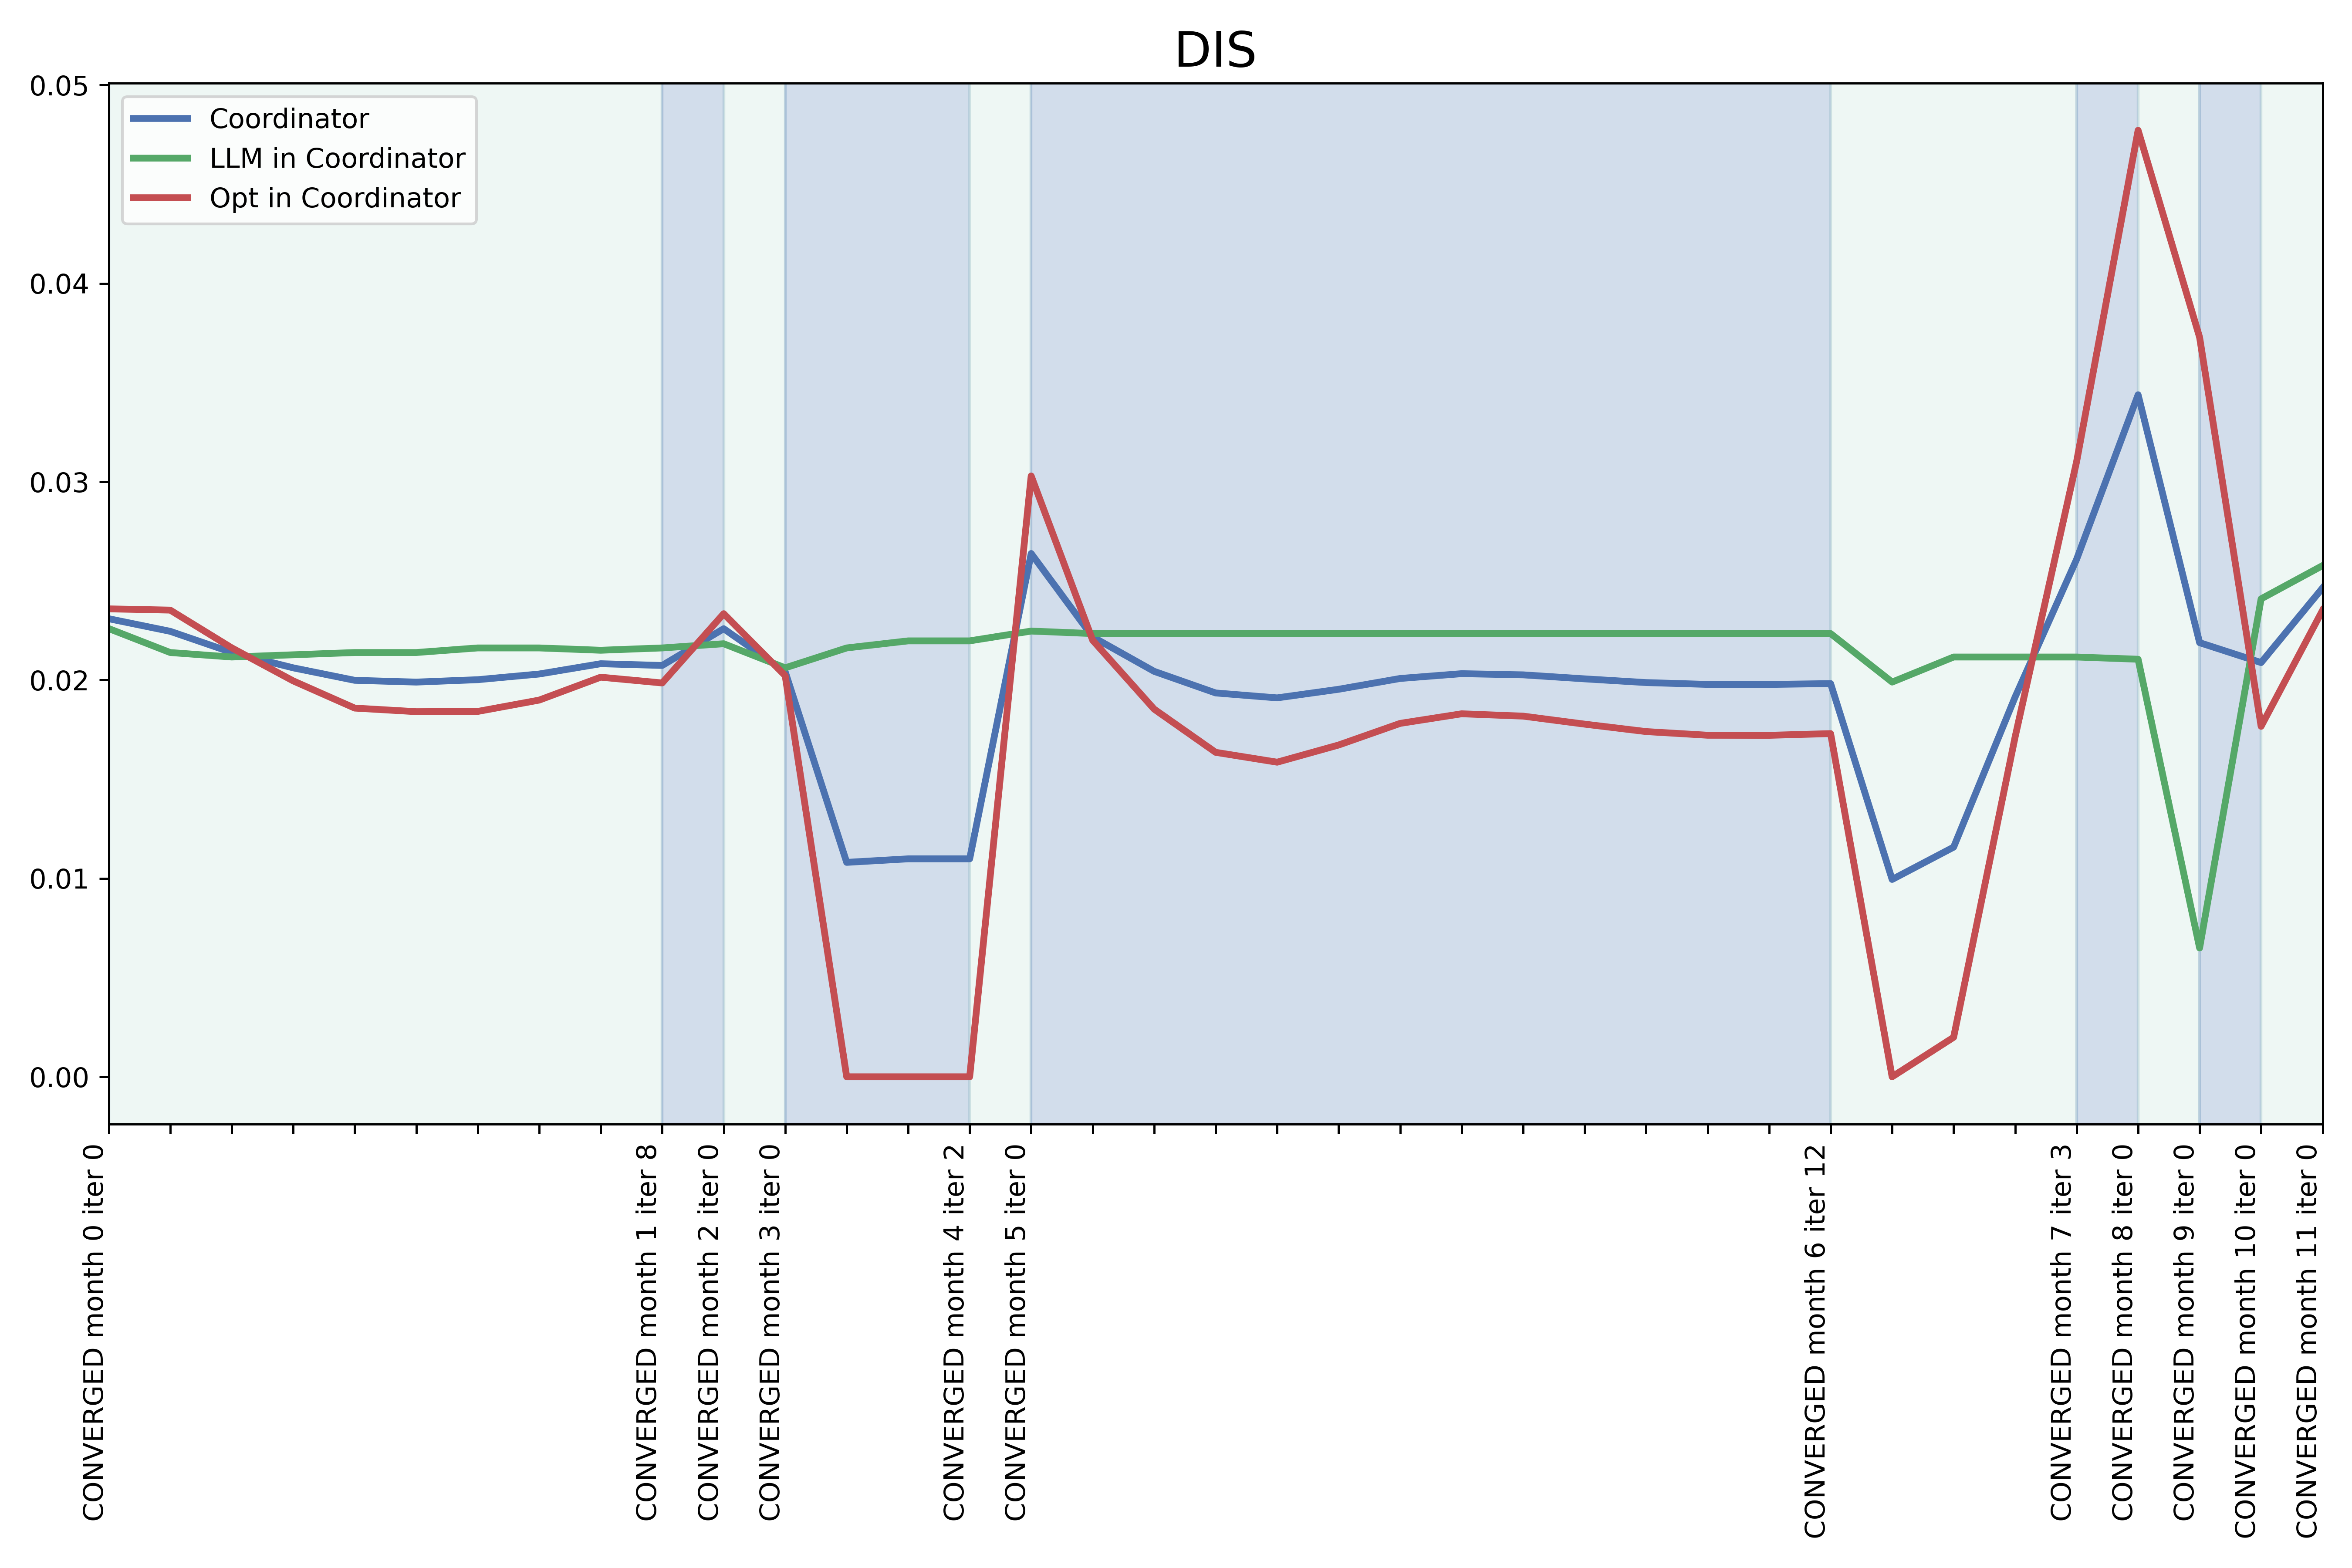 DIS
0.05
0.04
0.03
0.02
0.01
0.00
Coordinator
LLM in Coordinator
Opt in Coordinator
CONVERGED month 0 iter 0
CONVERGED month 1 iter 8
CONVERGED month 2 iter 0
CONVERGED month 3 iter 0
CONVERGED month 4 iter 2
CONVERGED month 5 iter 0
CONVERGED month 6 iter 12
CONVERGED month 7 iter 3
CONVERGED month 8 iter 0
CONVERGED month 9 iter 0
CONVERGED month 10 iter 0
CONVERGED month 11 iter 0